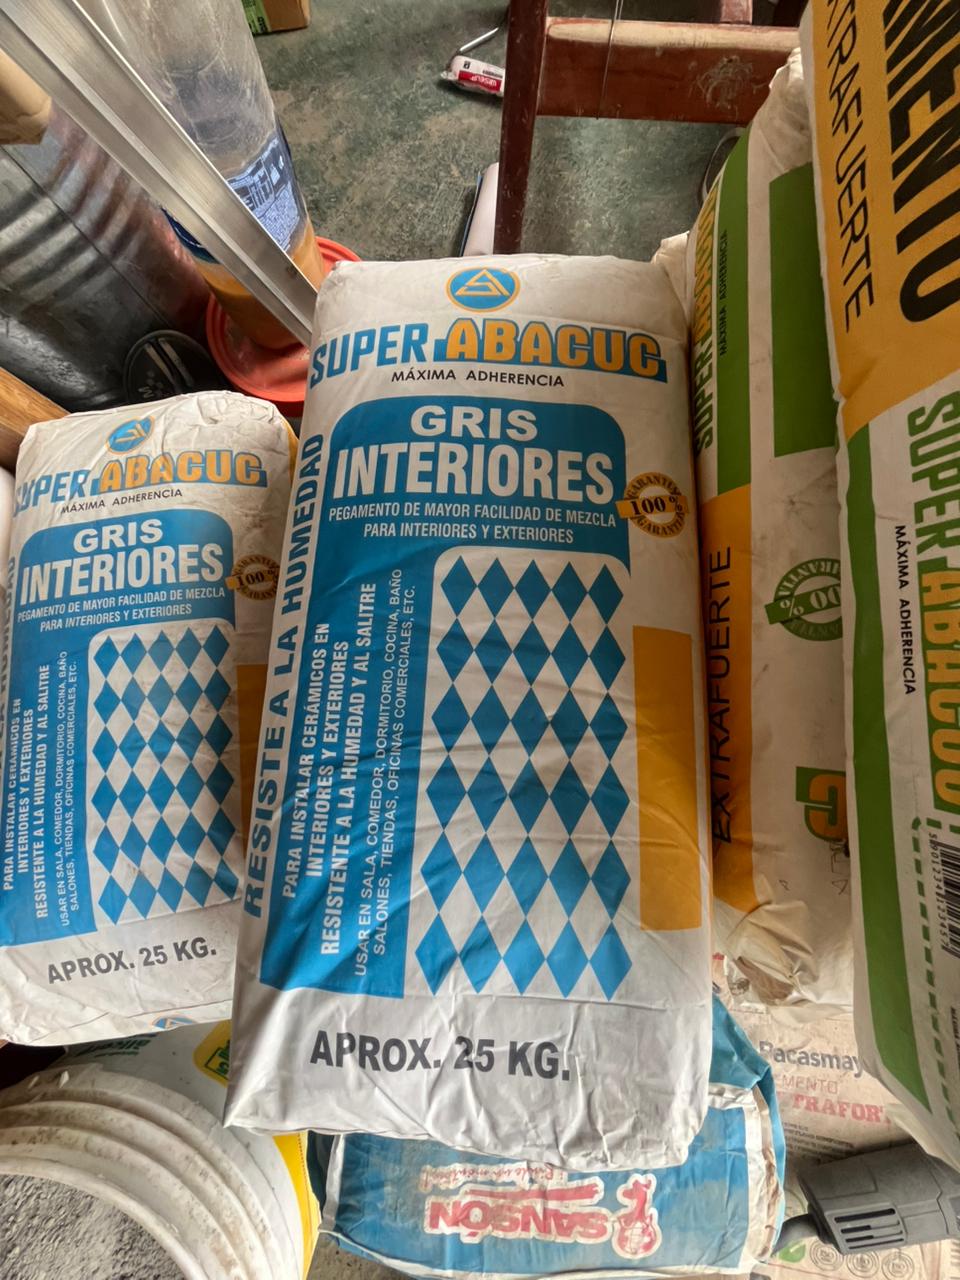 SUPER ABACUC
MÁXIMA ADHERENCIA
GRIS
INTERIORES
PEGAMENTO DE MAYOR FACILIDAD DE MEZCLA
PARA INTERIORES Y EXTERIORES
GARANTÍA
100 %
RESISTE A LA HUMEDAD
PARA INSTALAR CERÁMICOS EN
INTERIORES Y EXTERIORES
RESISTENTE A LA HUMEDAD Y AL SALITRE
USAR EN SALA, COMEDOR, DORMITORIO, COCINA, BAÑO
SALONES, TIENDAS, OFICINAS COMERCIALES, ETC.
APROX. 25 KG.
SUPER ABACUC
MÁXIMA ADHERENCIA
GRIS
INTERIORES
PEGAMENTO DE MAYOR FACILIDAD DE MEZCLA
PARA INTERIORES Y EXTERIORES
100 %
PARA INSTALAR CERÁMICOS EN
INTERIORES Y EXTERIORES
RESISTENTE A LA HUMEDAD Y AL SALITRE
USAR EN SALA, COMEDOR, DORMITORIO, COCINA, BAÑO
SALONES, TIENDAS, OFICINAS COMERCIALES, ETC.
APROX. 25 KG.
SUPER ABACUC
MÁXIMA ADHERENCIA
EXTRAFUERTE
EXTRAFUERTE
SUPER ABACUC
MÁXIMA ADHERENCIA
Pacasmayo
SANSÓN